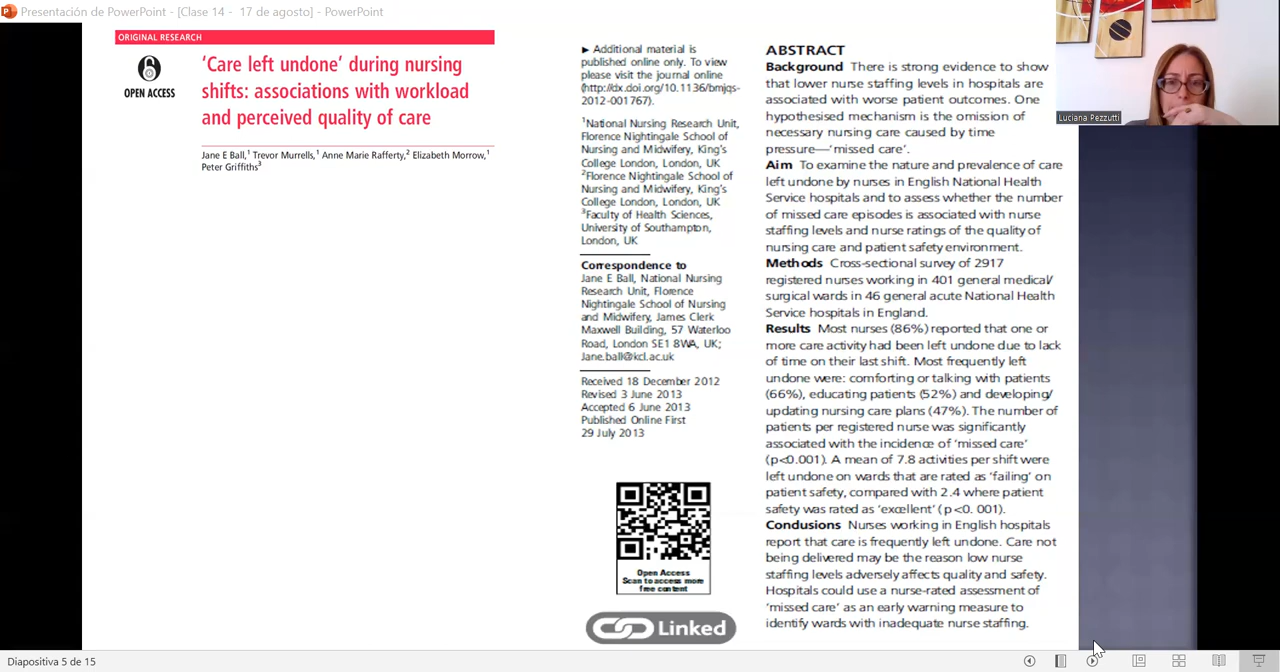 Presentación de PowerPoint - [Clase 14 - 17 de agosto] - PowerPoint
ORIGINAL RESEARCH
OPEN ACCESS
‘Care left undone’ during nursing
shifts: associations with workload
and perceived quality of care
Jane E Ball,1 Trevor Murrells,1 Anne Marie Rafferty,2 Elizabeth Morrow,1
Peter Griffiths3
► Additional material is
published online only. To view
please visit the journal online
(http://dx.doi.org/10.1136/bmjqs-
2012-001767).
1National Nursing Research Unit,
Florence Nightingale School of
Nursing and Midwifery, King's
College London, London, UK
2Florence Nightingale School of
Nursing and Midwifery, King's
College London, London, UK
3Faculty of Health Sciences,
University of Southampton,
London, UK
Correspondence to
Jane E Ball, National Nursing
Research Unit, Florence
Nightingale School of Nursing
and Midwifery, James Clerk
Maxwell Building, 57 Waterloo
Road, London SE1 8WA, UK;
Jane.ball@kcl.ac.uk
Received 18 December 2012
Revised 3 June 2013
Accepted 6 June 2013
Published Online First
29 July 2013
Open Access
Scan to access more
free content
Linked
ABSTRACT
Background There is strong evidence to show
that lower nurse staffing levels in hospitals are
associated with worse patient outcomes. One
hypothesised mechanism is the omission of
necessary nursing care caused by time
pressure—‘missed care’.
Aim To examine the nature and prevalence of care
left undone by nurses in English National Health
Service hospitals and to assess whether the number
of missed care episodes is associated with nurse
staffing levels and nurse ratings of the quality of
nursing care and patient safety environment.
Methods Cross-sectional survey of 2917
registered nurses working in 401 general medical/
surgical wards in 46 general acute National Health
Service hospitals in England.
Results Most nurses (86%) reported that one or
more care activity had been left undone due to lack
of time on their last shift. Most frequently left
undone were: comforting or talking with patients
(66%), educating patients (52%) and developing/
updating nursing care plans (47%). The number of
patients per registered nurse was significantly
associated with the incidence of ‘missed care’
(p<0.001). A mean of 7.8 activities per shift were
left undone on wards that are rated as ‘failing’ on
patient safety, compared with 2.4 where patient
safety was rated as ‘excellent’ (p<0. 001).
Conclusions Nurses working in English hospitals
report that care is frequently left undone. Care not
being delivered may be the reason low nurse
staffing levels adversely affects quality and safety.
Hospitals could use a nurse-rated assessment of
‘missed care’ as an early warning measure to
identify wards with inadequate nurse staffing.
Luciana Pezzutti
Diapositiva 5 de 15